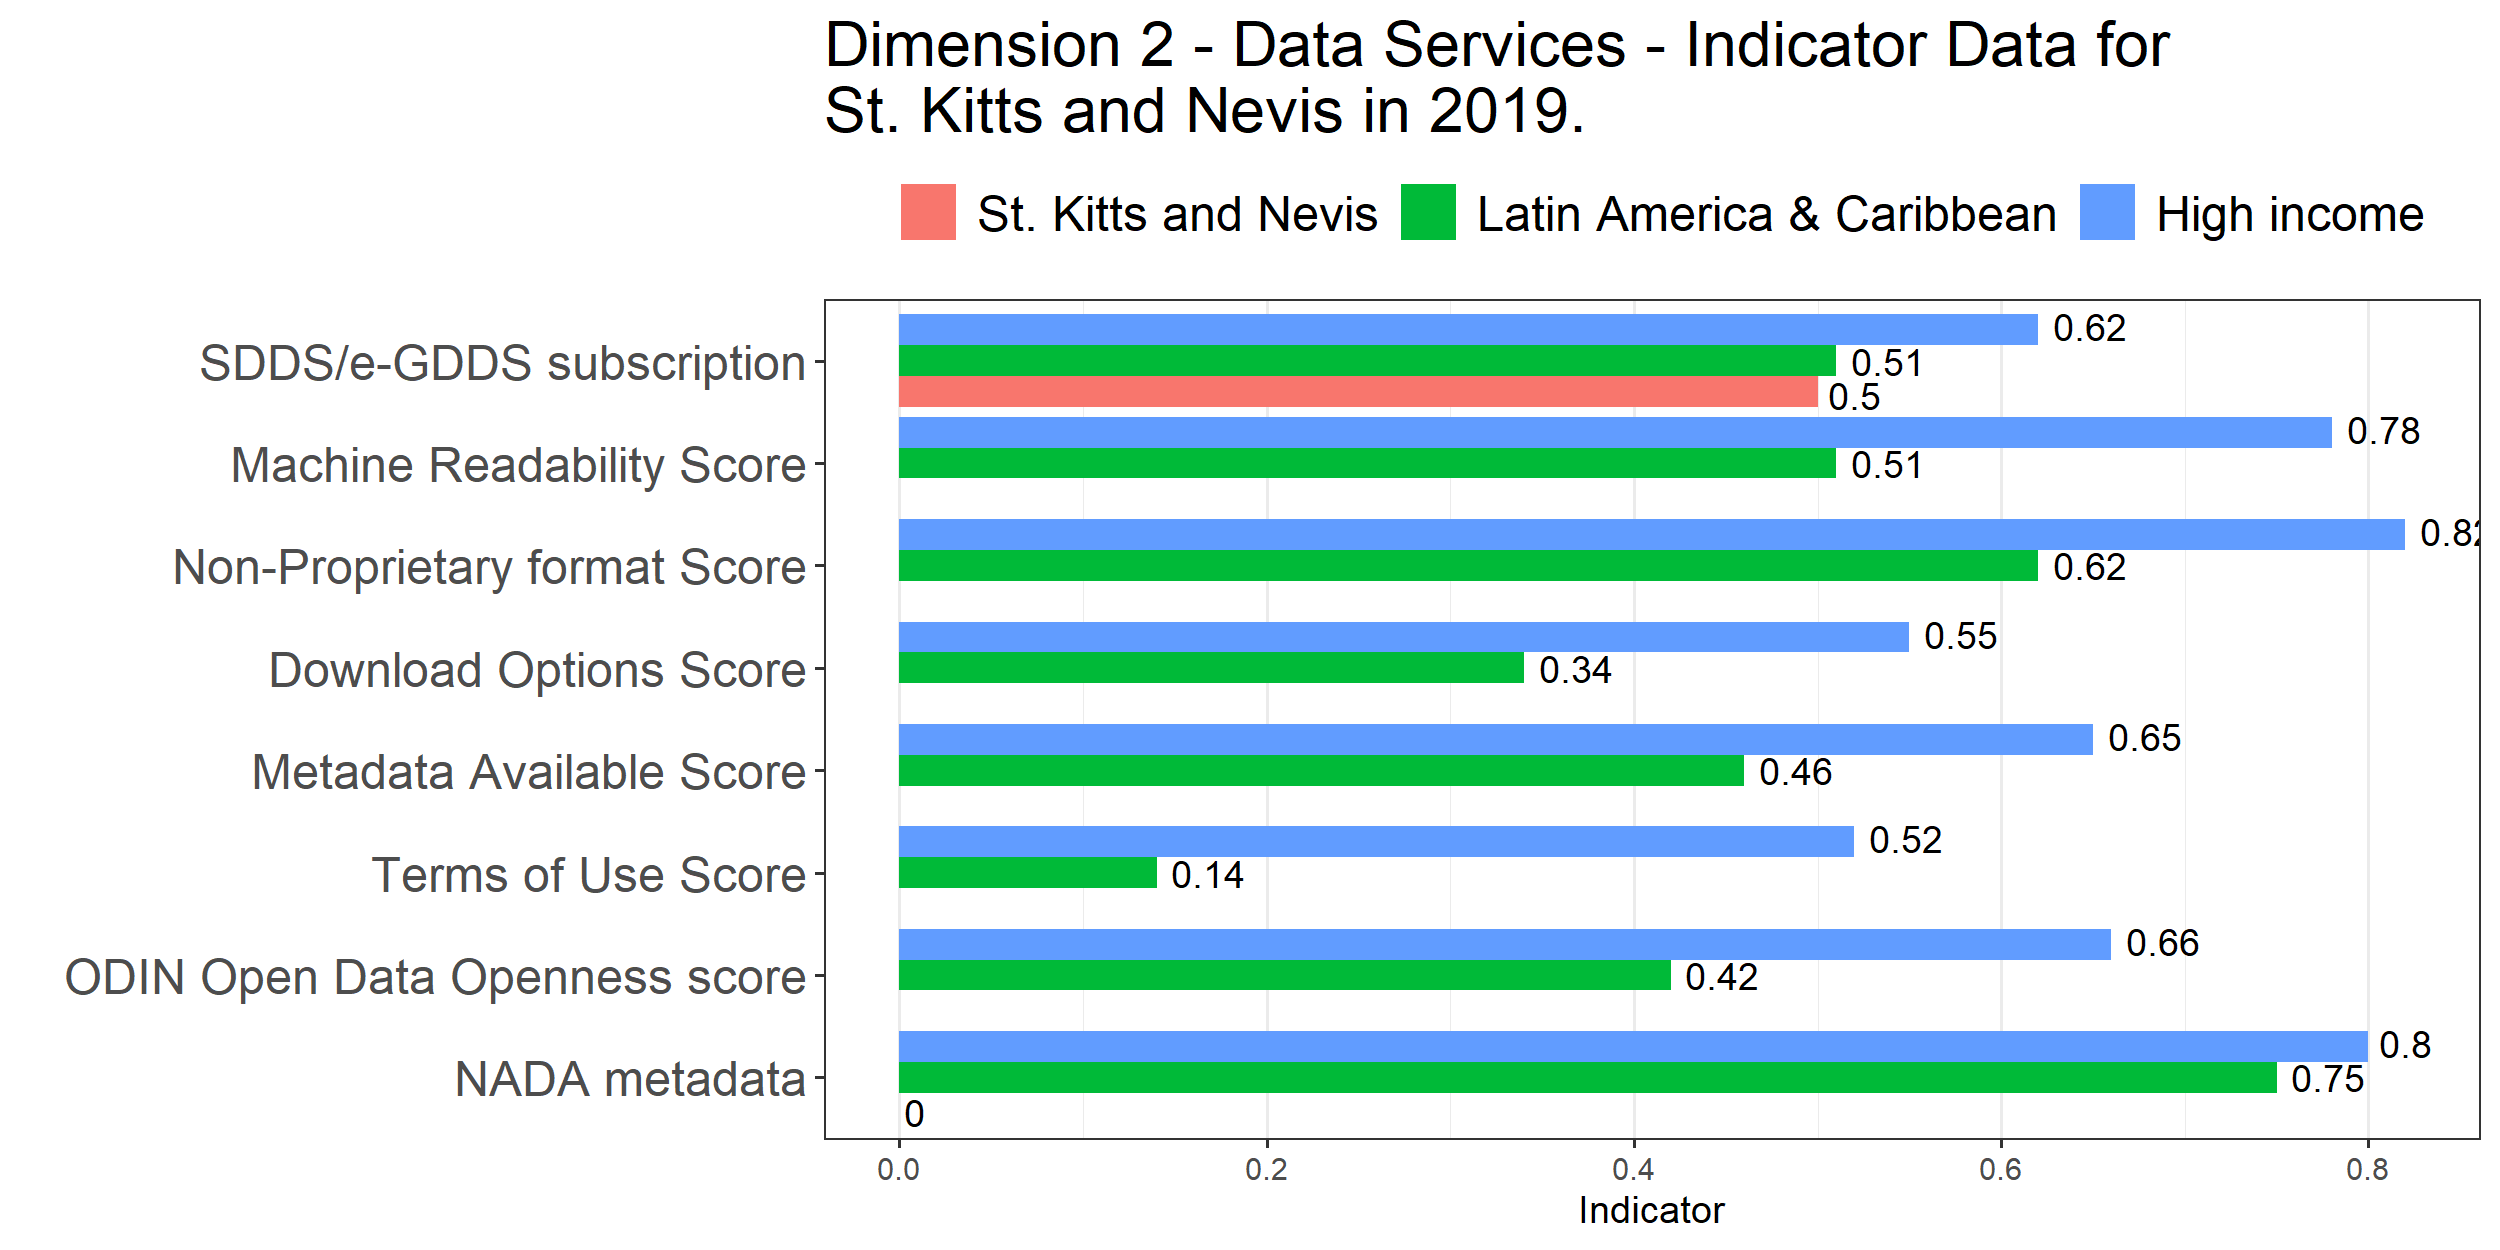 Dimension 2 - Data Services - Indicator Data for
St. Kitts and Nevis in 2019.
St. Kitts and Nevis Latin America & Caribbean High income
SDDS/e-GDDS subscription
0.62
0.51
0.5
Machine Readability Score
0.78
0.51
Non-Proprietary format Score
0.82
0.62
Download Options Score
0.55
0.34
Metadata Available Score
0.65
0.46
Terms of Use Score
0.52
0.14
ODIN Open Data Openness score
0.66
0.42
NADA metadata
0.8
0.75
0
0.0 0.2 0.4 0.6 0.8
Indicator